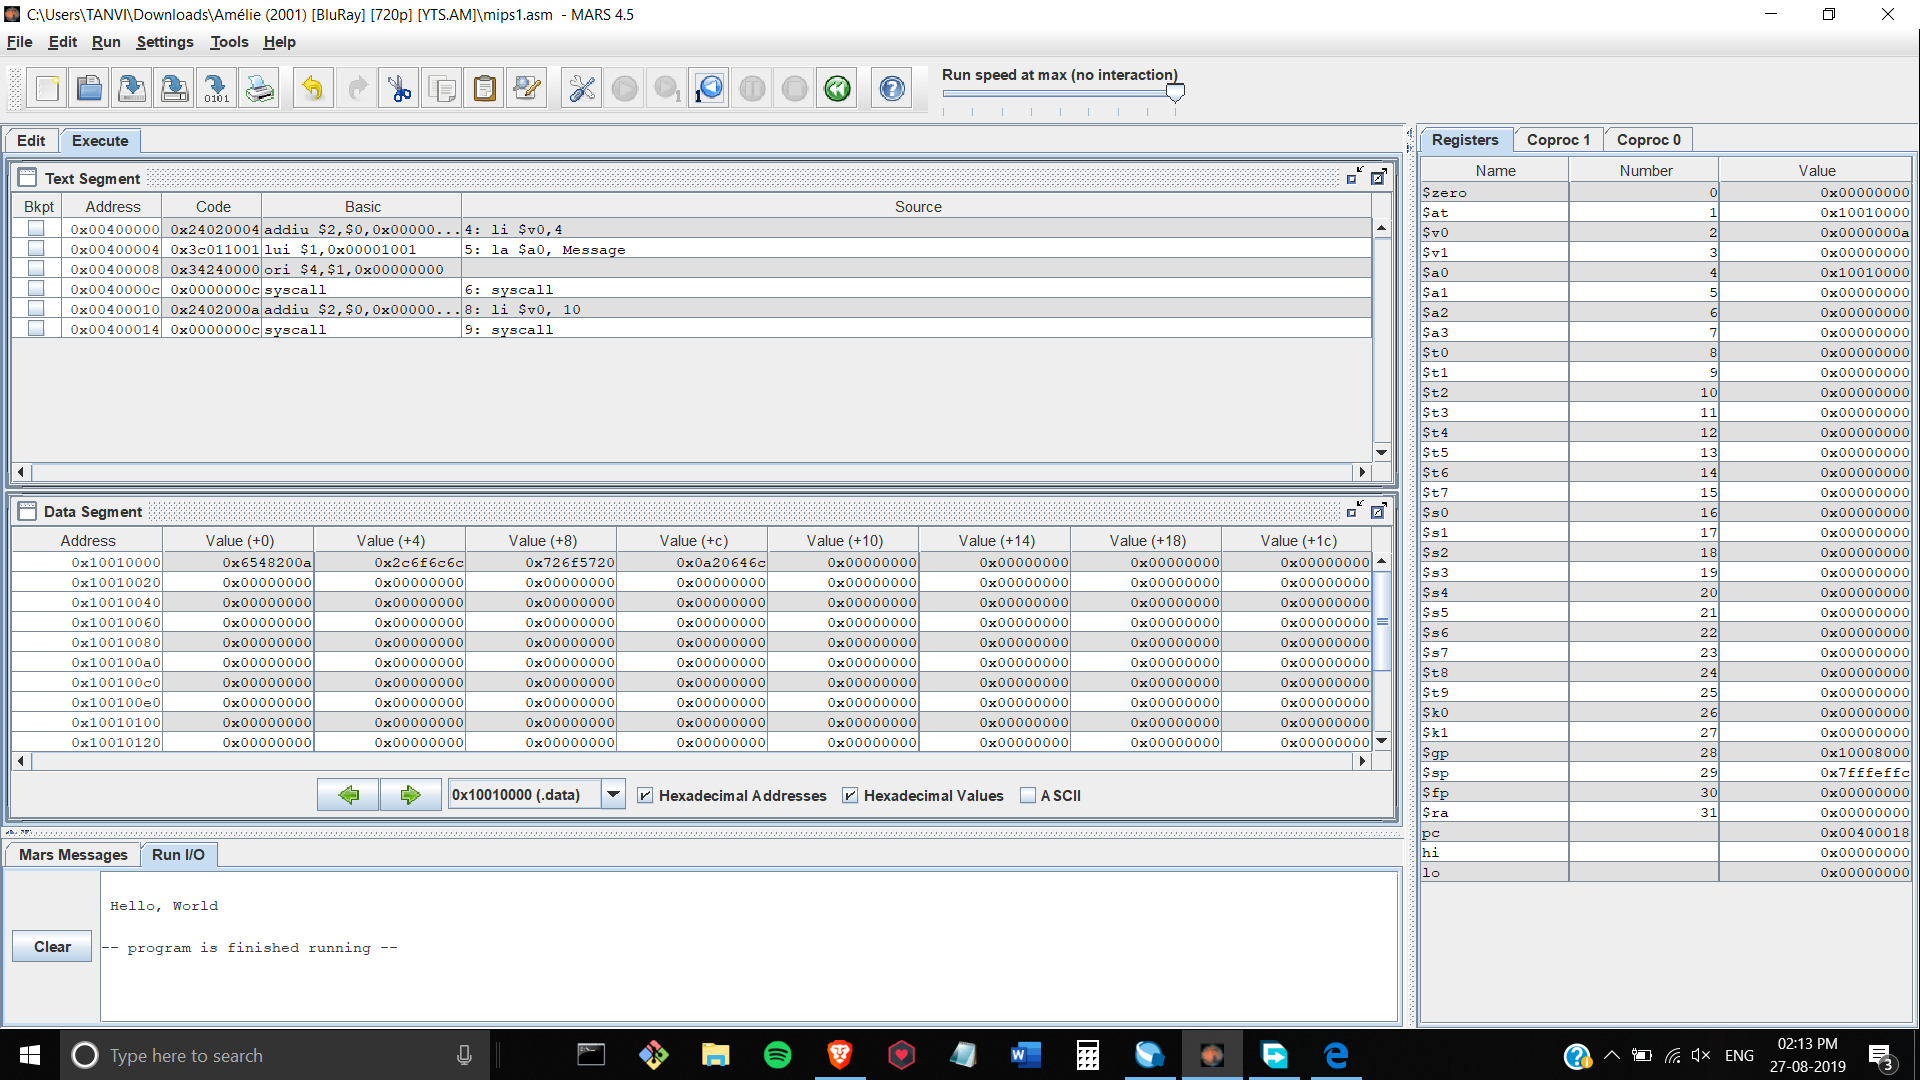 C:\Users\TANVI\Downloads\Amélie (2001) [BluRay] [720p] [YTS.AM]\mips1.asm - MARS 4.5
File Edit Run Settings Tools Help
Run speed at max (no interaction)
Edit Execute
Text Segment
Bkpt Address Code Basic Source
0x00400000 0x24020004 addiu $2,$0,0x00000... 4: li $v0,4
0x00400004 0x3c011001 lui $1,0x00001001 5: la $a0, Message
0x00400008 0x34240000 ori $4,$1,0x00000000
0x0040000c 0x0000000c syscall 6: syscall
0x00400010 0x2402000a addiu $2,$0,0x00000... 8: li $v0, 10
0x00400014 0x0000000c syscall 9: syscall
Data Segment
Address Value (+0) Value (+4) Value (+8) Value (+c) Value (+10) Value (+14) Value (+18) Value (+1c)
0x10010000 0x6548200a 0x2c6f6c6c 0x726f5720 0x0a20646c 0x00000000 0x00000000 0x00000000 0x00000000
0x10010020 0x00000000 0x00000000 0x00000000 0x00000000 0x00000000 0x00000000 0x00000000 0x00000000
0x10010040 0x00000000 0x00000000 0x00000000 0x00000000 0x00000000 0x00000000 0x00000000 0x00000000
0x10010060 0x00000000 0x00000000 0x00000000 0x00000000 0x00000000 0x00000000 0x00000000 0x00000000
0x10010080 0x00000000 0x00000000 0x00000000 0x00000000 0x00000000 0x00000000 0x00000000 0x00000000
0x100100a0 0x00000000 0x00000000 0x00000000 0x00000000 0x00000000 0x00000000 0x00000000 0x00000000
0x100100c0 0x00000000 0x00000000 0x00000000 0x00000000 0x00000000 0x00000000 0x00000000 0x00000000
0x100100e0 0x00000000 0x00000000 0x00000000 0x00000000 0x00000000 0x00000000 0x00000000 0x00000000
0x10010100 0x00000000 0x00000000 0x00000000 0x00000000 0x00000000 0x00000000 0x00000000 0x00000000
0x10010120 0x00000000 0x00000000 0x00000000 0x00000000 0x00000000 0x00000000 0x00000000 0x00000000
0x10010000 (.data) Hexadecimal Addresses Hexadecimal Values ASCII
Mars Messages Run I/O
Hello, World
-- program is finished running --
Clear
Registers Coproc 1 Coproc 0
Name Number Value
$zero 0 0x00000000
$at 1 0x10010000
$v0 2 0x0000000a
$v1 3 0x00000000
$a0 4 0x10010000
$a1 5 0x00000000
$a2 6 0x00000000
$a3 7 0x00000000
$t0 8 0x00000000
$t1 9 0x00000000
$t2 10 0x00000000
$t3 11 0x00000000
$t4 12 0x00000000
$t5 13 0x00000000
$t6 14 0x00000000
$t7 15 0x00000000
$s0 16 0x00000000
$s1 17 0x00000000
$s2 18 0x00000000
$s3 19 0x00000000
$s4 20 0x00000000
$s5 21 0x00000000
$s6 22 0x00000000
$s7 23 0x00000000
$t8 24 0x00000000
$t9 25 0x00000000
$k0 26 0x00000000
$k1 27 0x00000000
$gp 28 0x10008000
$sp 29 0x7fffeffc
$fp 30 0x00000000
$ra 31 0x00000000
pc 0x00400018
hi 0x00000000
lo 0x00000000
Type here to search
ENG
02:13 PM
27-08-2019
3